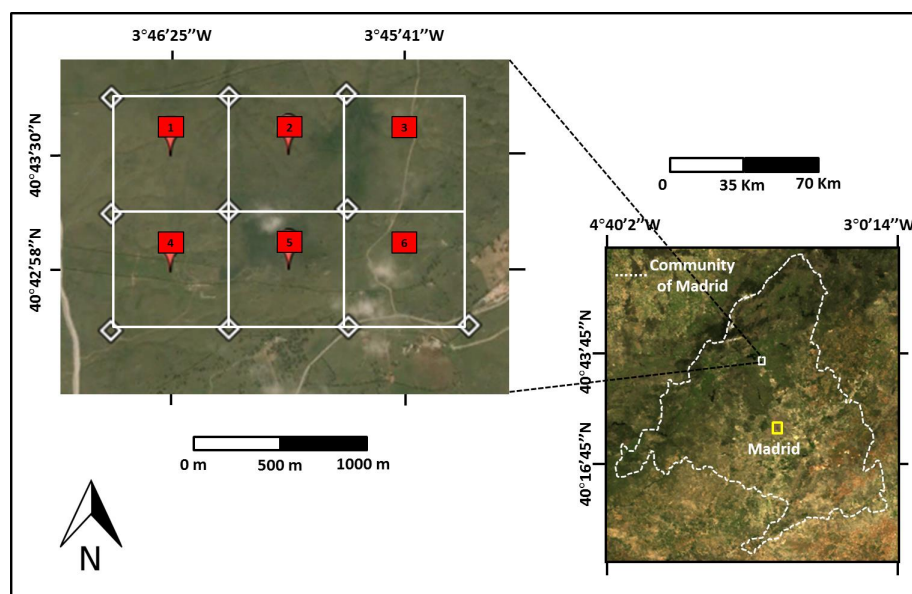 3°46'25''W
3°45'41''W
40°43'30''N
40°42'58''N
1
2
3
4
5
6
0 m
500 m
1000 m
N
0
35 Km
70 Km
4°40'2''W
3°0'14''W
40°43'45''N
40°16'45''N
Community
of Madrid
Madrid